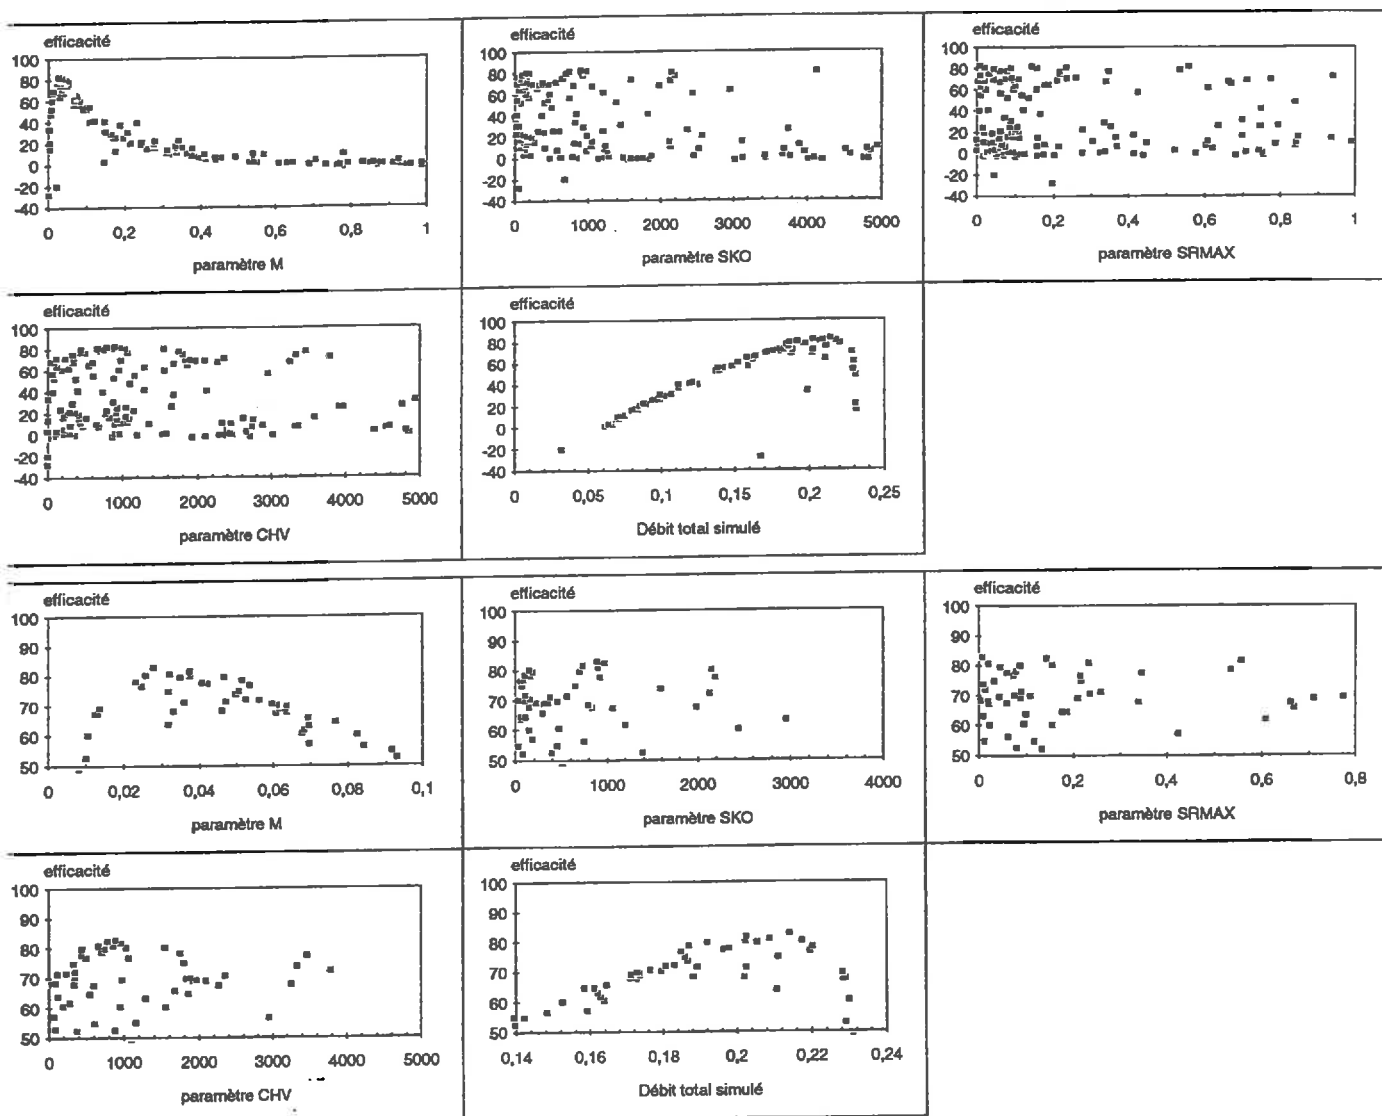 efficacité
100
80
60
40
20
0
-20
-40
0 0,2 0,4 0,6 0,8 1
paramètre M
efficacité
100
80
60
40
20
0
-20
-40
0 1000 2000 3000 4000 5000
paramètre SKO
efficacité
100
80
60
40
20
0
-20
-40
0 0,2 0,4 0,6 0,8 1
paramètre SRMAX
efficacité
100
80
60
40
20
0
-20
-40
0 1000 2000 3000 4000 5000
paramètre CHV
efficacité
100
80
60
40
20
0
-20
-40
0 0,05 0,1 0,15 0,2 0,25
Débit total simulé
efficacité
100
90
80
70
60
50
0 0,02 0,04 0,06 0,08 0,1
paramètre M
efficacité
100
90
80
70
60
50
0 1000 2000 3000 4000
paramètre SKO
efficacité
100
90
80
70
60
50
0 0,2 0,4 0,6 0,8
paramètre SRMAX
efficacité
100
90
80
70
60
50
0 1000 2000 3000 4000 5000
paramètre CHV
efficacité
100
90
80
70
60
50
0,14 0,16 0,18 0,2 0,22 0,24
Débit total simulé